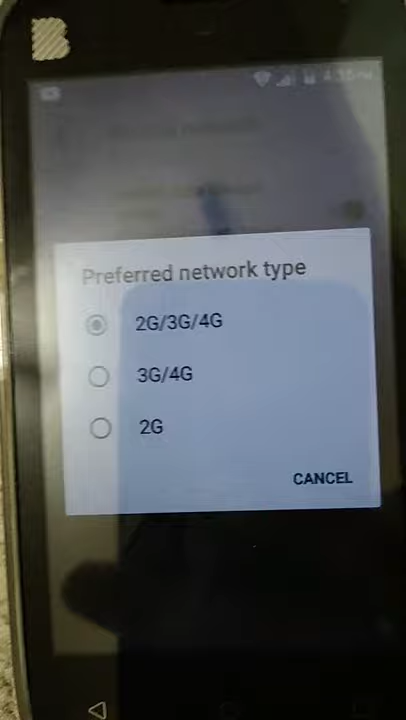 Preferred network type
2G/3G/4G
3G/4G
2G
CANCEL